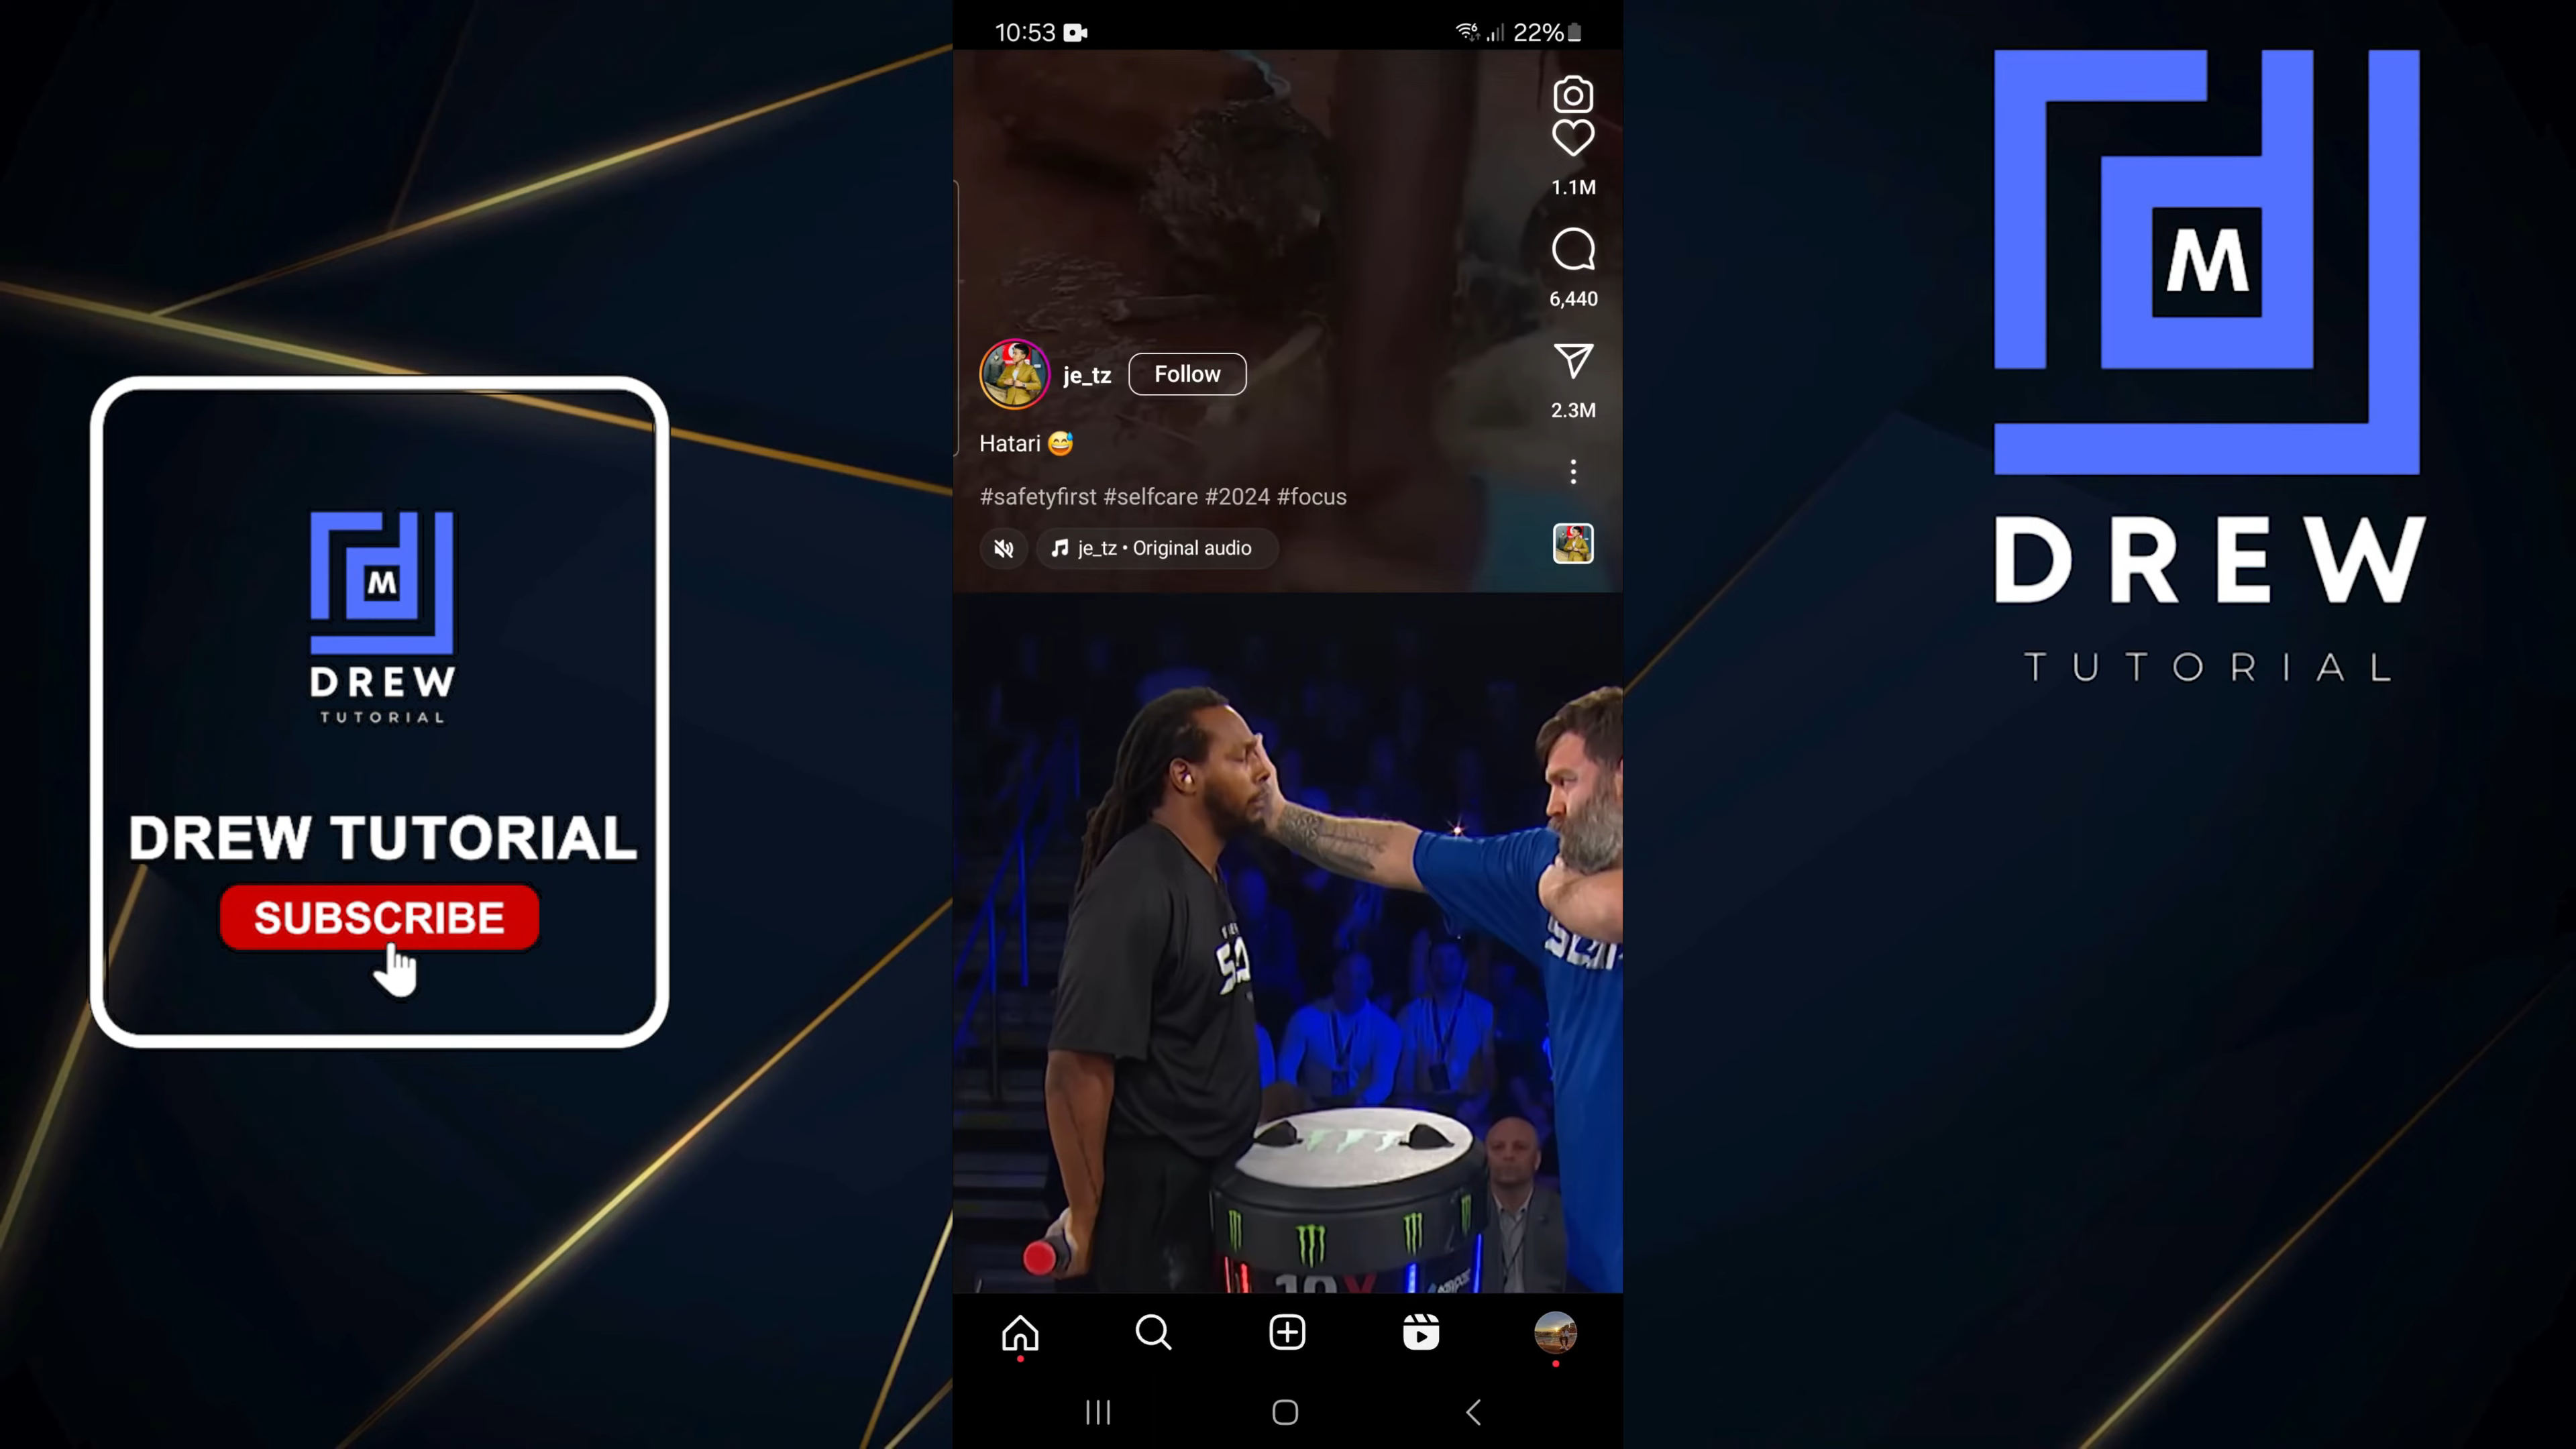 10:53
22%
1.1M
6,440
je_tz
Follow
2.3M
Hatari 😅
#safetyfirst #selfcare #2024 #focus
je_tz • Original audio
M
DREW
TUTORIAL
DREW TUTORIAL
SUBSCRIBE
M
DREW
TUTORIAL